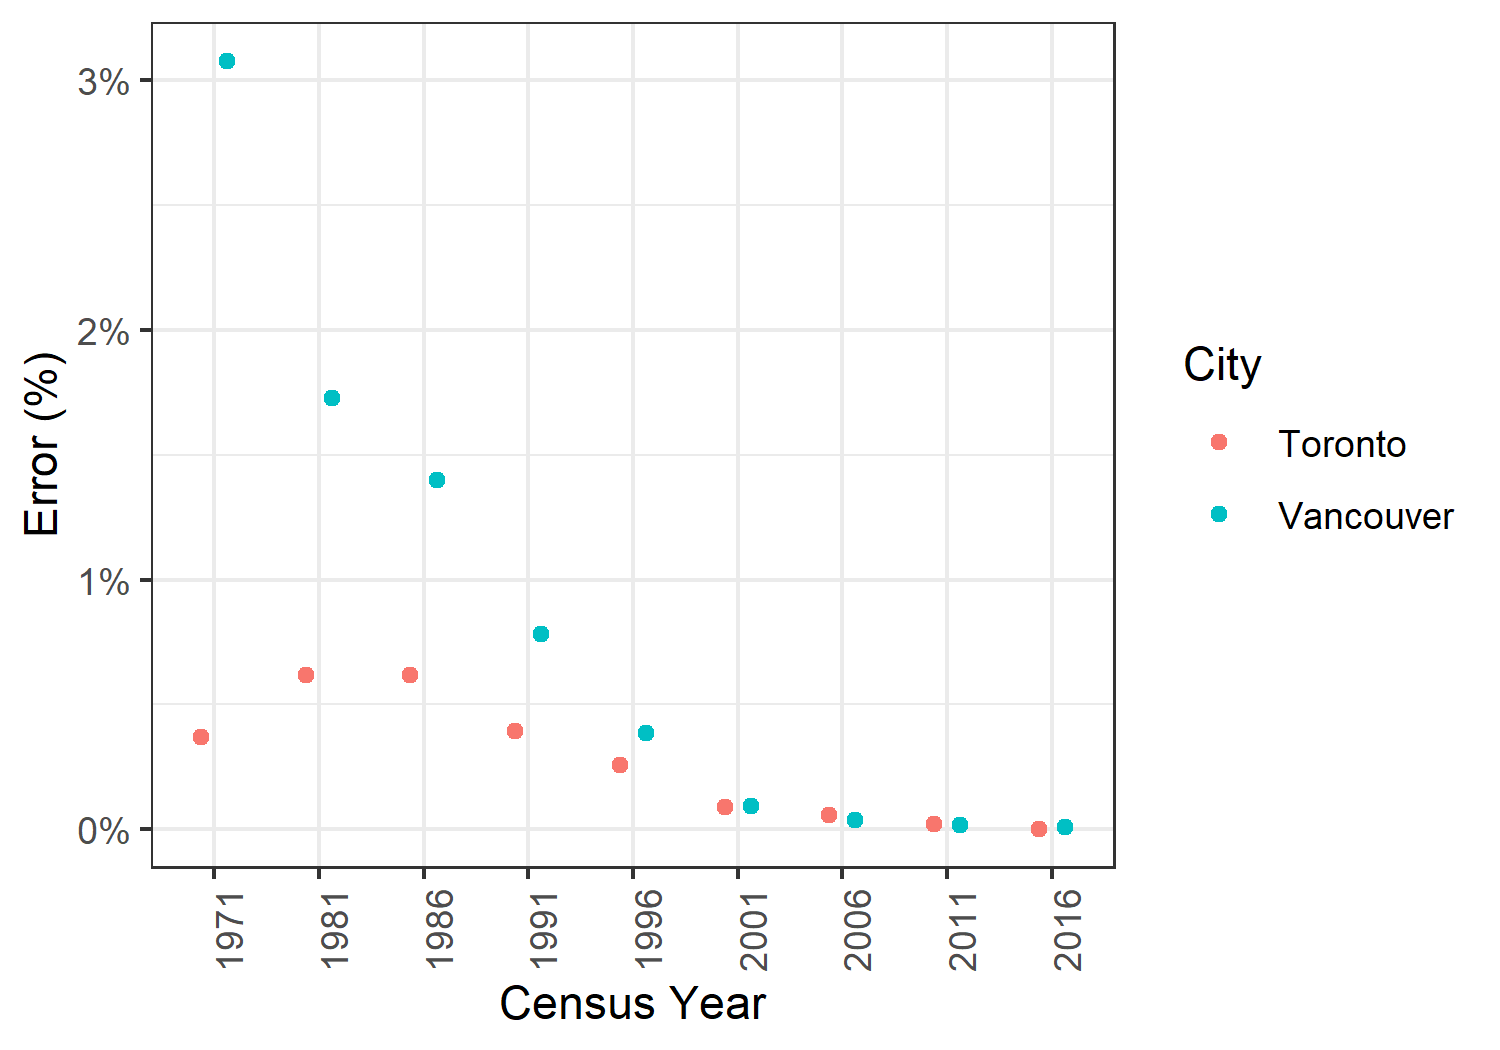 3%
2%
1%
0%
Error (%)
1971
1981
1986
1991
1996
2001
2006
2011
2016
Census Year
City
Toronto
Vancouver